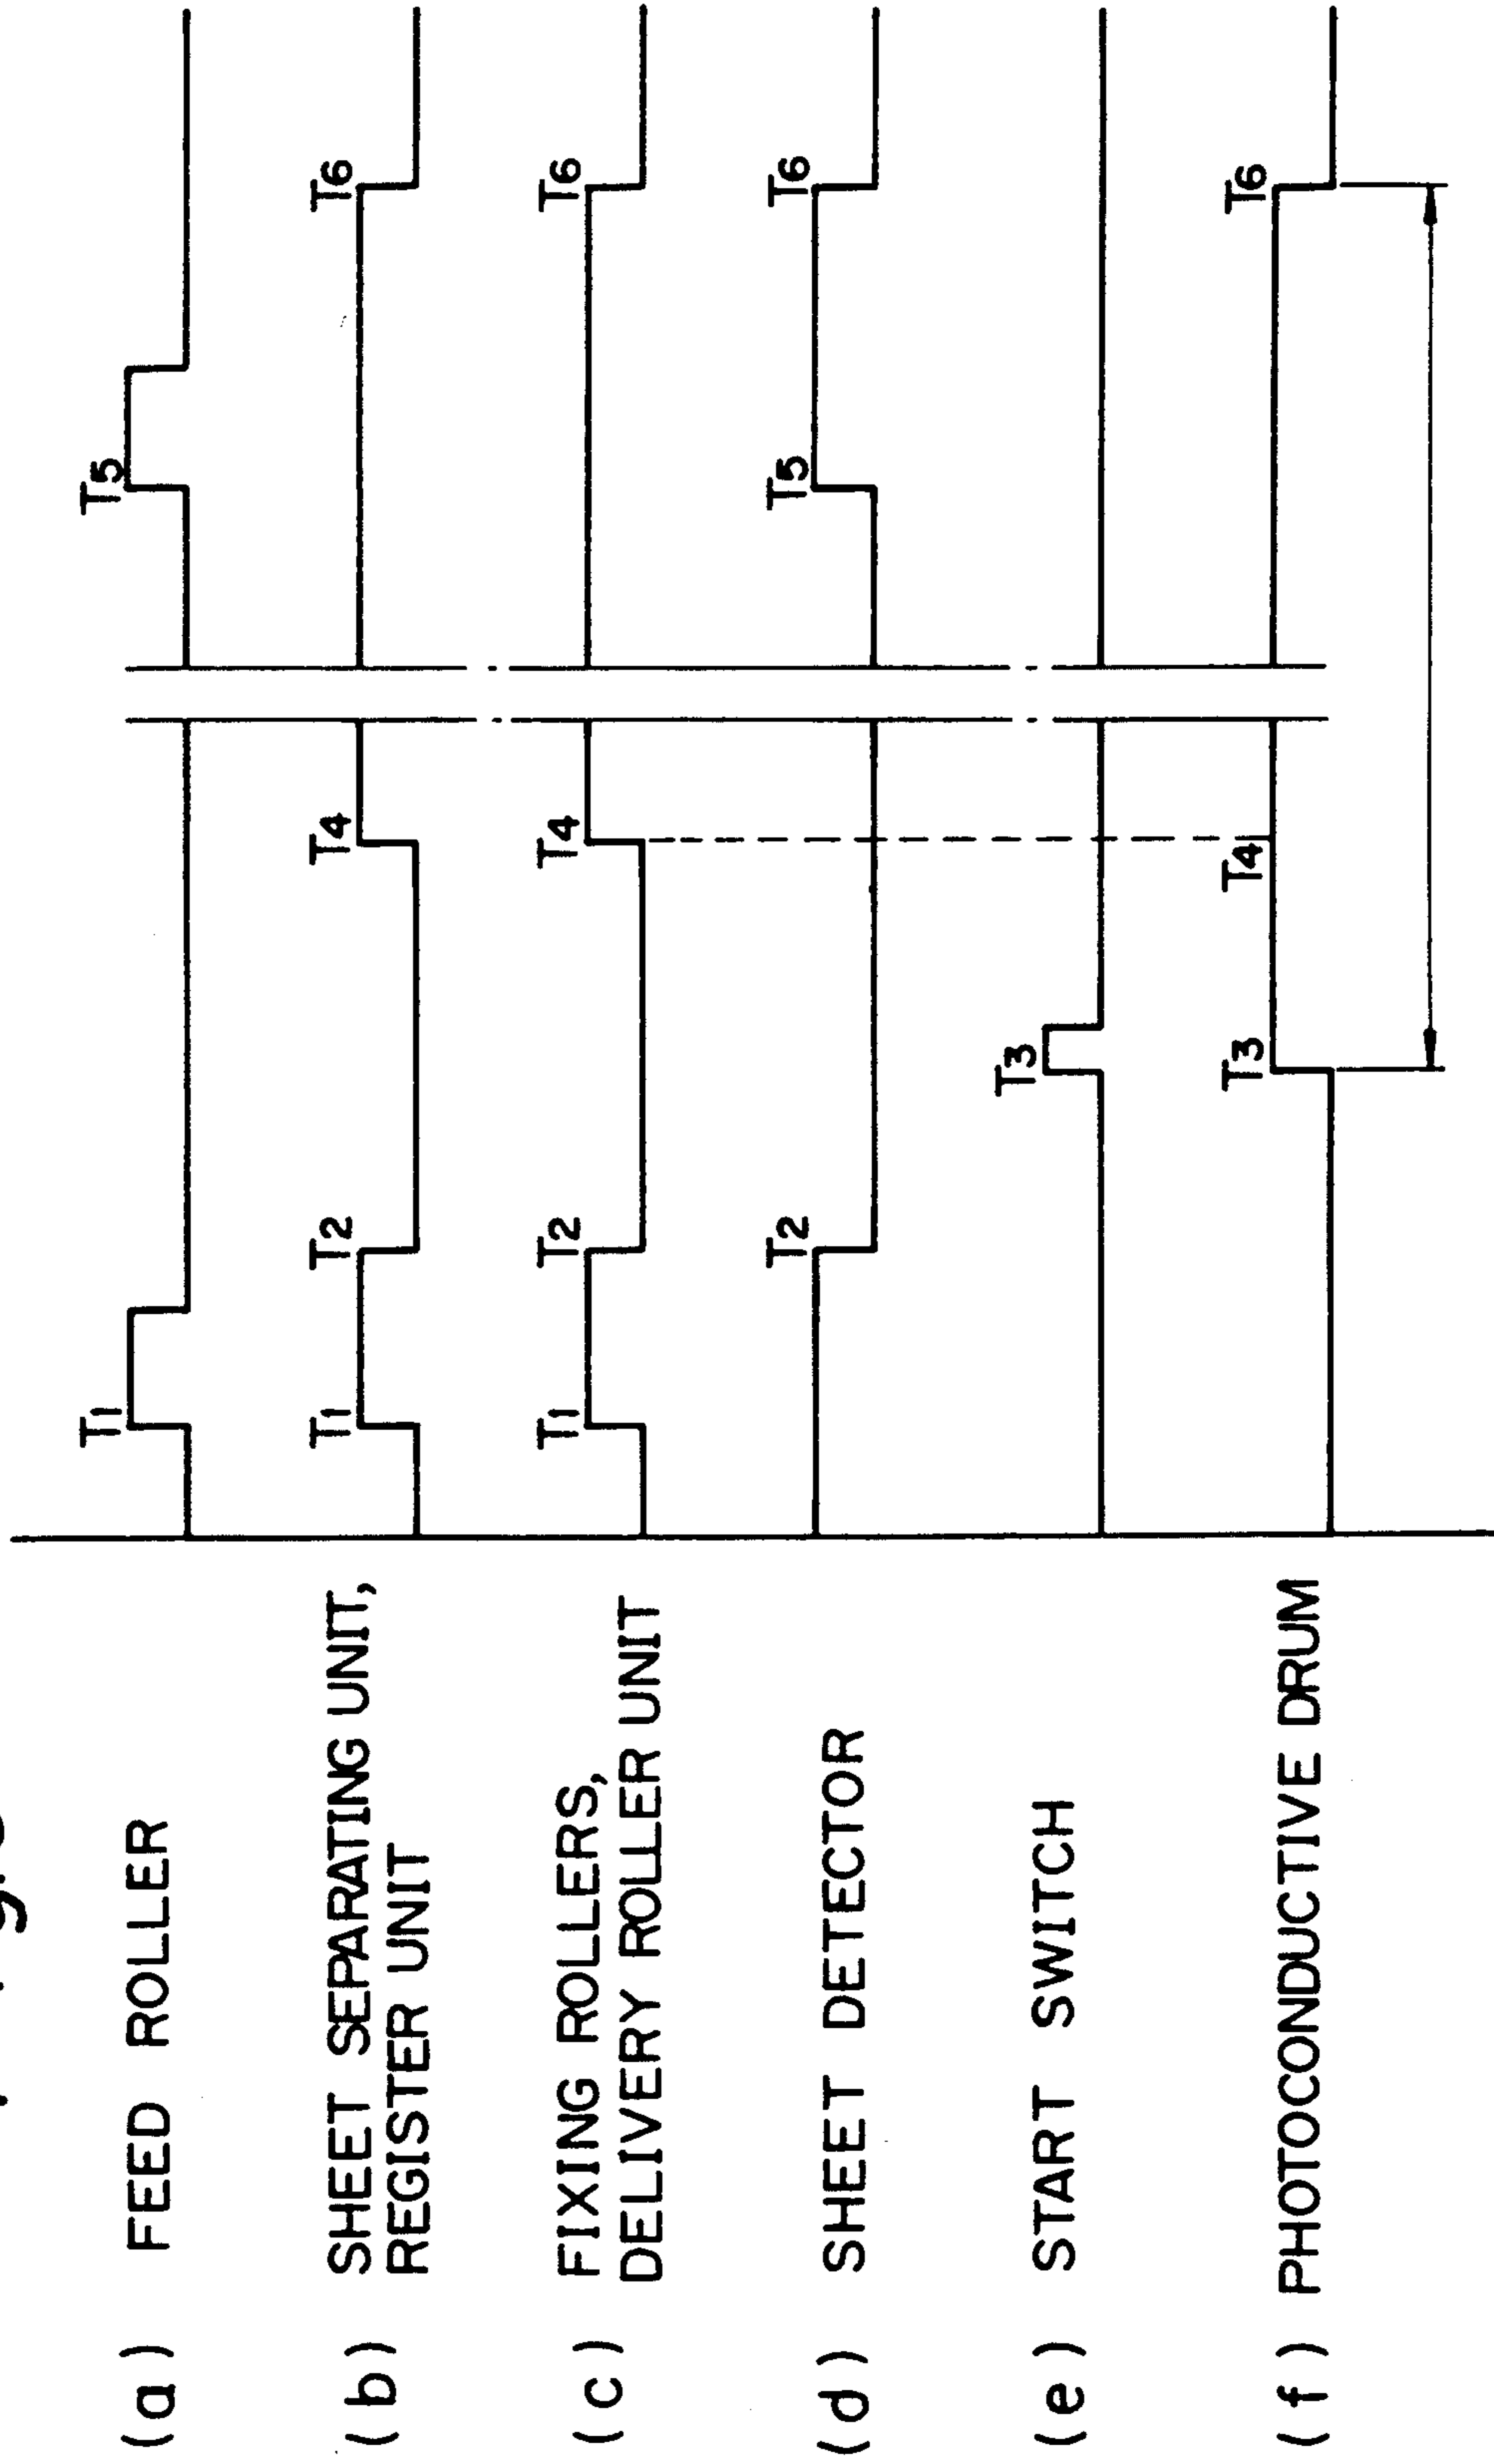 (a) FEED ROLLER
T1 T5
(b) SHEET SEPARATING UNIT,
REGISTER UNIT
T1 T2 T4 T6
(c) FIXING ROLLERS,
DELIVERY ROLLER UNIT
T1 T2 T4 T6
(d) SHEET DETECTOR
T2 T5 T6
(e) START SWITCH
T3
(f) PHOTOCONDUCTIVE DRUM
T3 T4 T6